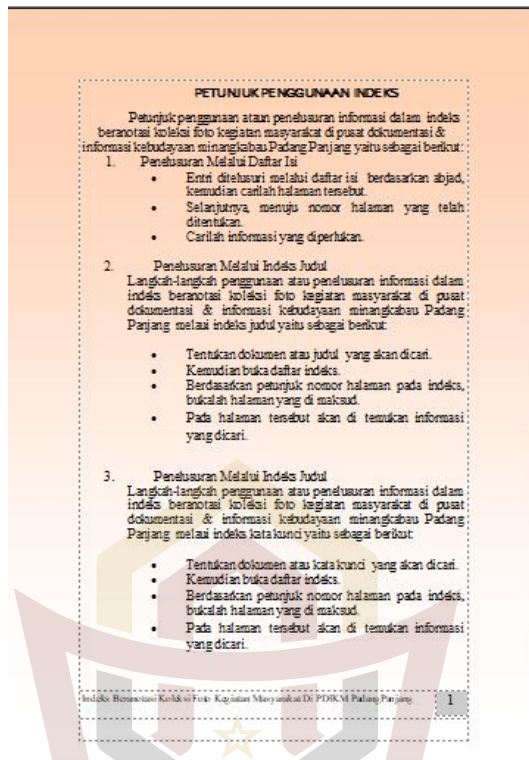 PETUNJUK PENGGUNAAN INDEKS
Petunjuk penggunaan ataun penelusuran informasi dalam indeks
beranotasi koleksi foto kegiatan masyarakat di pusat dokumentasi &
informasi kebudayaan minangkabau Padang Panjang yaitu sebagai berikut:
1. Penelusuran Melalui Daftar Isi
• Entri ditelusuri melalui daftar isi berdasarkan abjad,
kemudian carilah halaman tersebut.
• Selanjutnya, menuju nomor halaman yang telah
ditentukan.
• Carilah informasi yang diperlukan.
2. Penelusuran Melalui Indeks Judul
Langkah-langkah penggunaan atau penelusuran informasi dalam
indeks beranotasi koleksi foto kegiatan masyarakat di pusat
dokumentasi & informasi kebudayaan minangkabau Padang
Panjang melaui indeks judul yaitu sebagai berikut:
• Tentukan dokumen atau judul yang akan dicari.
• Kemudian buka daftar indeks.
• Berdasarkan petunjuk nomor halaman pada indeks,
bukalah halaman yang di maksud.
• Pada halaman tersebut akan di temukan informasi
yang dicari.
3. Penelusuran Melalui Indeks Judul
Langkah-langkah penggunaan atau penelusuran informasi dalam
indeks beranotasi koleksi foto kegiatan masyarakat di pusat
dokumentasi & informasi kebudayaan minangkabau Padang
Panjang melaui indeks kata kunci yaitu sebagai berikut:
• Tentukan dokumen atau kata kunci yang akan dicari.
• Kemudian buka daftar indeks.
• Berdasarkan petunjuk nomor halaman pada indeks,
bukalah halaman yang di maksud.
• Pada halaman tersebut akan di temukan informasi
yang dicari.
Indeks Beranotasi Koleksi Foto Kegiatan Masyarakat Di PDIKM Padang Panjang 1